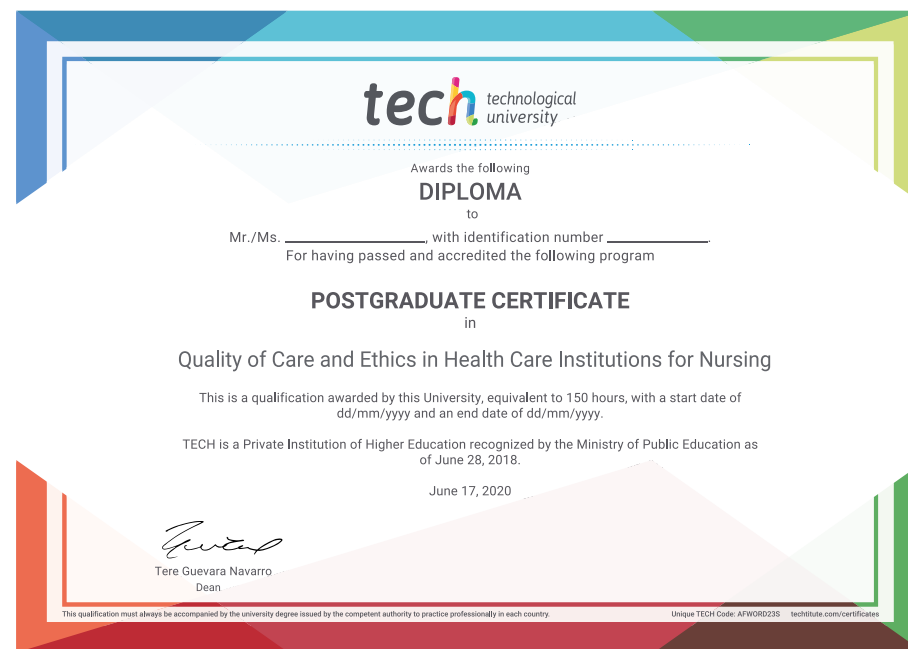 tech technological
university
Awards the following
DIPLOMA
to
Mr./Ms. ____________________, with identification number ______________.
For having passed and accredited the following program
POSTGRADUATE CERTIFICATE
in
Quality of Care and Ethics in Health Care Institutions for Nursing
This is a qualification awarded by this University, equivalent to 150 hours, with a start date of
dd/mm/yyyy and an end date of dd/mm/yyyy.
TECH is a Private Institution of Higher Education recognized by the Ministry of Public Education as
of June 28, 2018.
June 17, 2020
Tere Guevara Navarro
Dean
This qualification must always be accompanied by the university degree issued by the competent authority to practice professionally in each country. Unique TECH Code: AFWORD23S techtitute.com/certificates